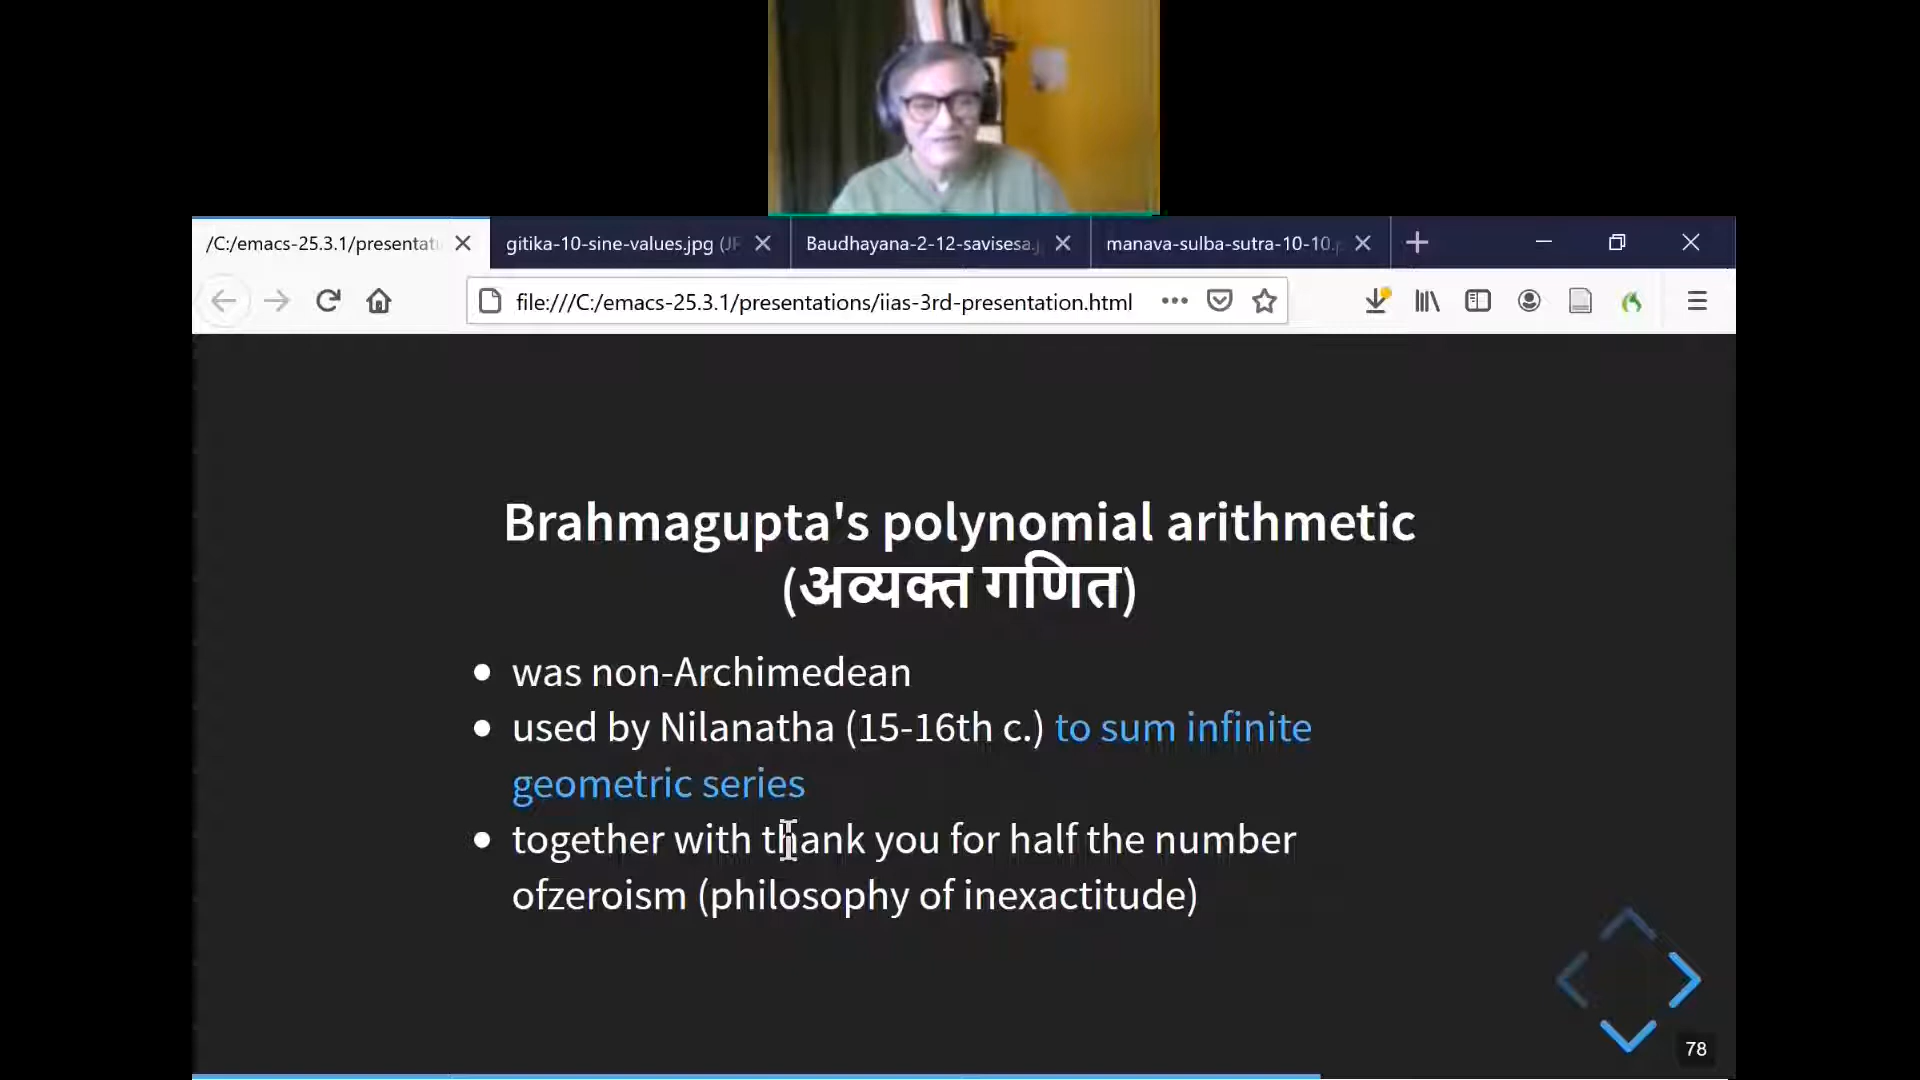 /C:/emacs-25.3.1/presentati
gitika-10-sine-values.jpg (JP
Baudhayana-2-12-savisesa.j
manava-sulba-sutra-10-10.p
file:///C:/emacs-25.3.1/presentations/iias-3rd-presentation.html
Brahmagupta's polynomial arithmetic
(अव्यक्त गणित)
was non-Archimedean
used by Nilanatha (15-16th c.) to sum infinite
geometric series
together with thank you for half the number
ofzeroism (philosophy of inexactitude)
78